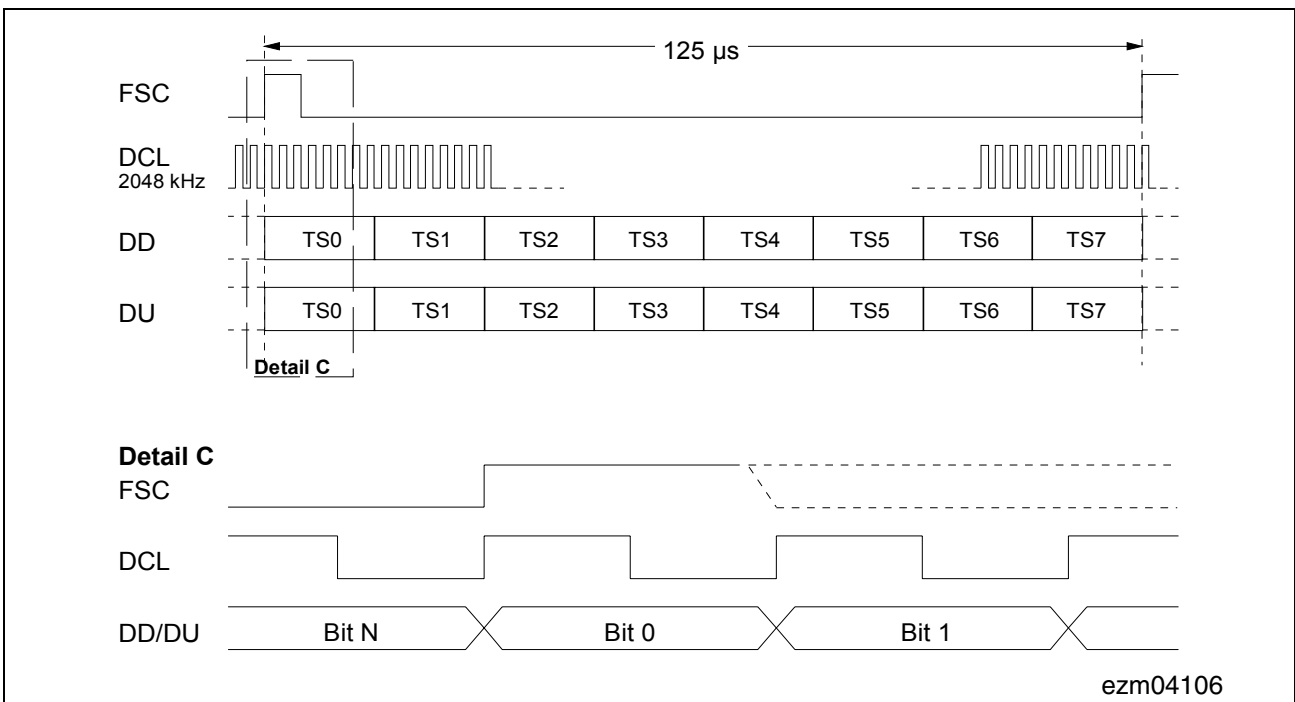 125 µs
FSC
DCL
2048 kHz
DD TS0 TS1 TS2 TS3 TS4 TS5 TS6 TS7
DU TS0 TS1 TS2 TS3 TS4 TS5 TS6 TS7
Detail C
Detail C
FSC
DCL
DD/DU Bit N Bit 0 Bit 1
ezm04106